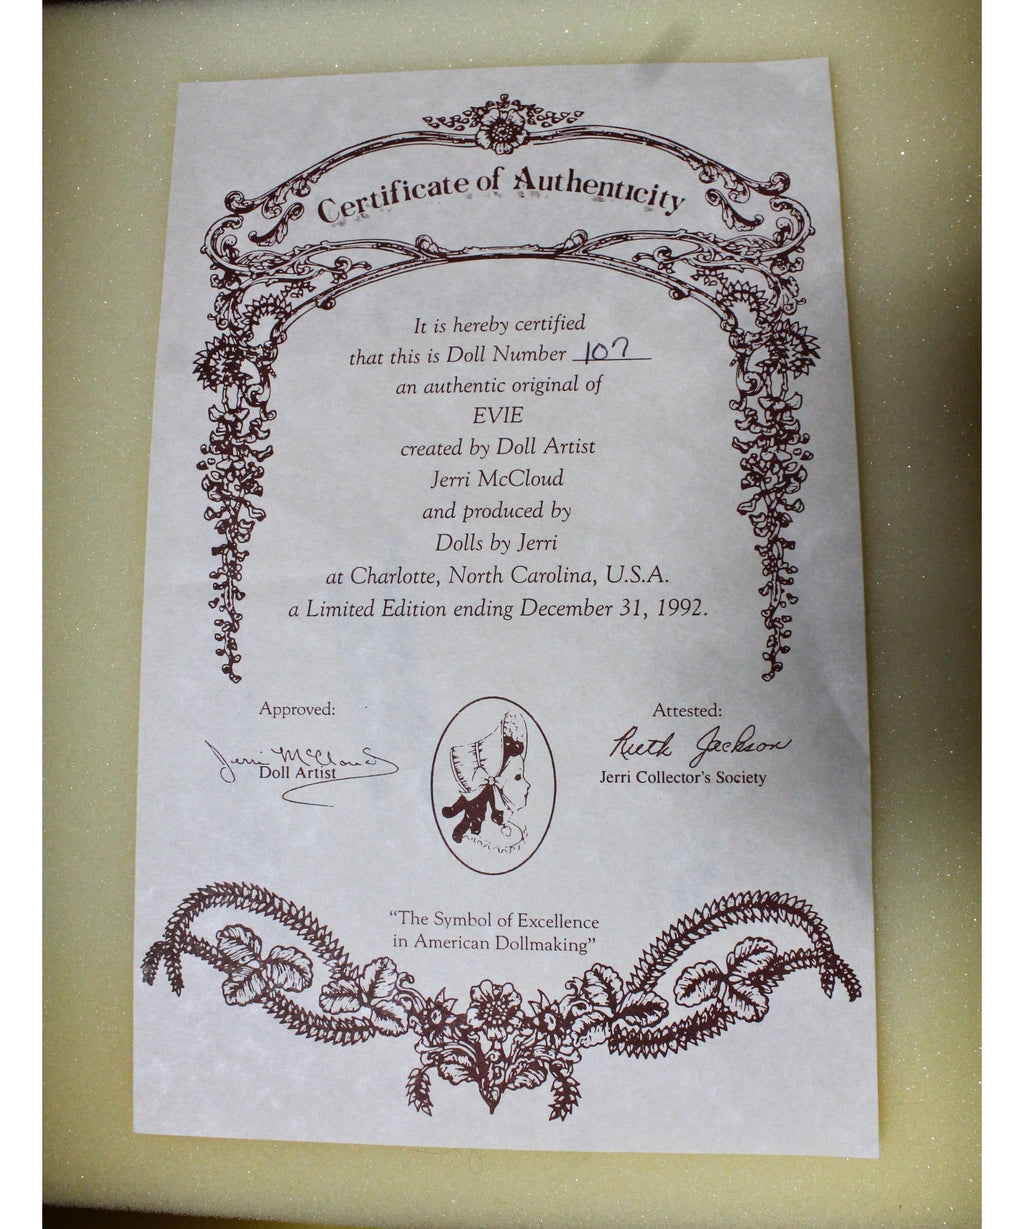 Certificate of Authenticity
It is hereby certified
that this is Doll Number 107
an authentic original of
EVIE
created by Doll Artist
Jerri McCloud
and produced by
Dolls by Jerri
at Charlotte, North Carolina, U.S.A.
a Limited Edition ending December 31, 1992.
Approved:
Jerri McCloud
Doll Artist
Attested:
Ruth Jackson
Jerri Collector's Society
"The Symbol of Excellence
in American Dollmaking"